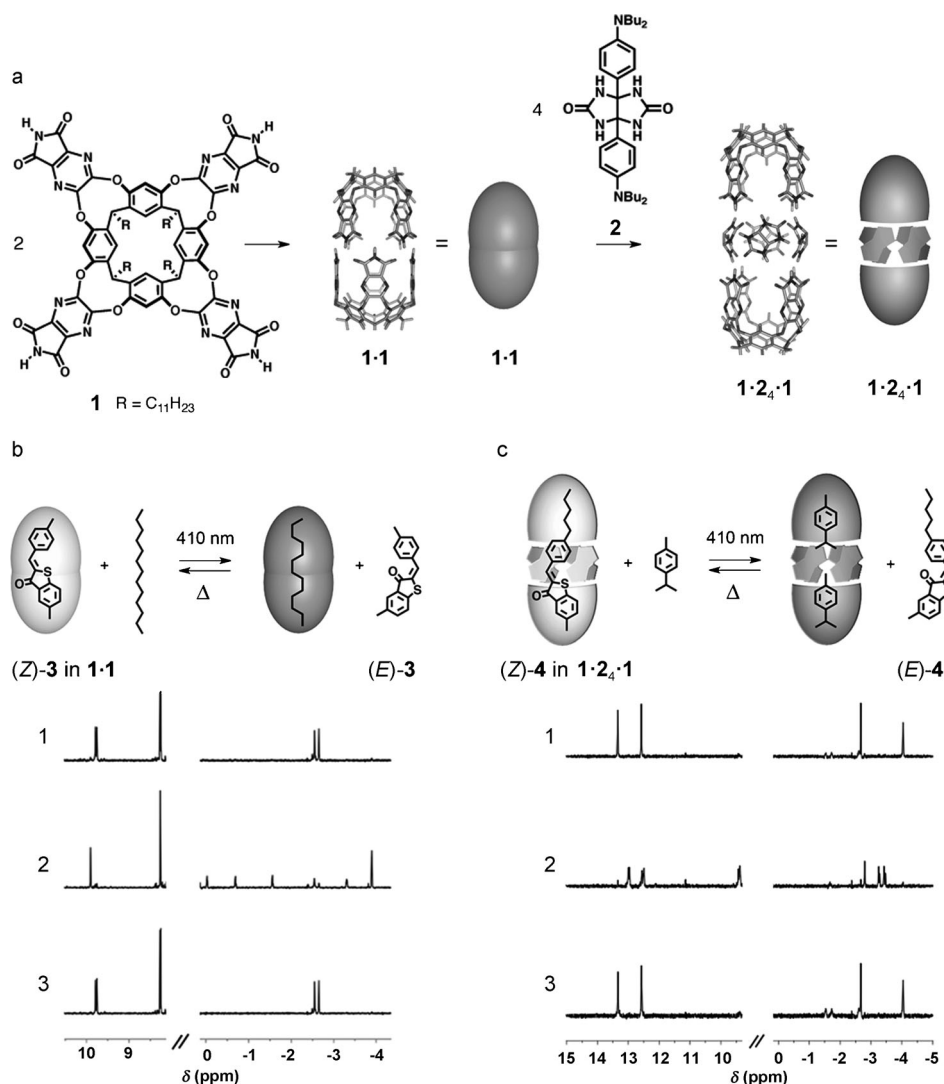 a
2
H
N
O
O
O
O
N
H
N
N
N
N
O
O
O
O
R
R
R
R
O
O
O
O
N
N
N
N
H
N
O
O
O
O
N
H
1 R = C₁₁H₂₃
1·1
=
1·1
4
NBu₂
H H
N N
O O
N N
H H
NBu₂
2
1·2₄·1
=
1·2₄·1
b
O
S
+
410 nm
Δ
+
O
S
(Z)-3 in 1·1
(E)-3
1
2
3
10 9 // 0 -1 -2 -3 -4
δ (ppm)
c
O
S
+
410 nm
Δ
+
O
S
(Z)-4 in 1·2₄·1
(E)-4
1
2
3
15 14 13 12 11 10 // 0 -1 -2 -3 -4 -5
δ (ppm)